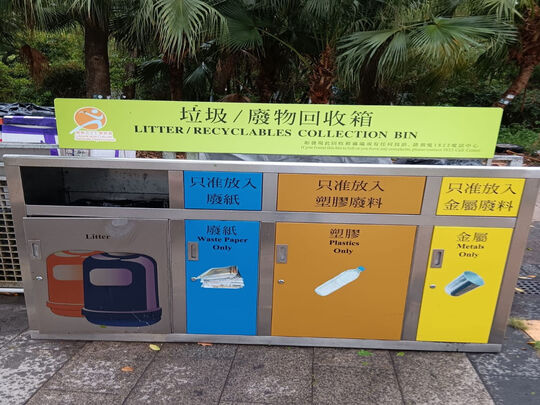 垃圾/廢物回收箱
LITTER/RECYCLABLES COLLECTION BIN
只准放入
廢紙
只准放入
塑膠廢料
只准放入
金屬廢料
Litter
廢紙
Waste Paper
Only
塑膠
Plastics
Only
金屬
Metals
Only